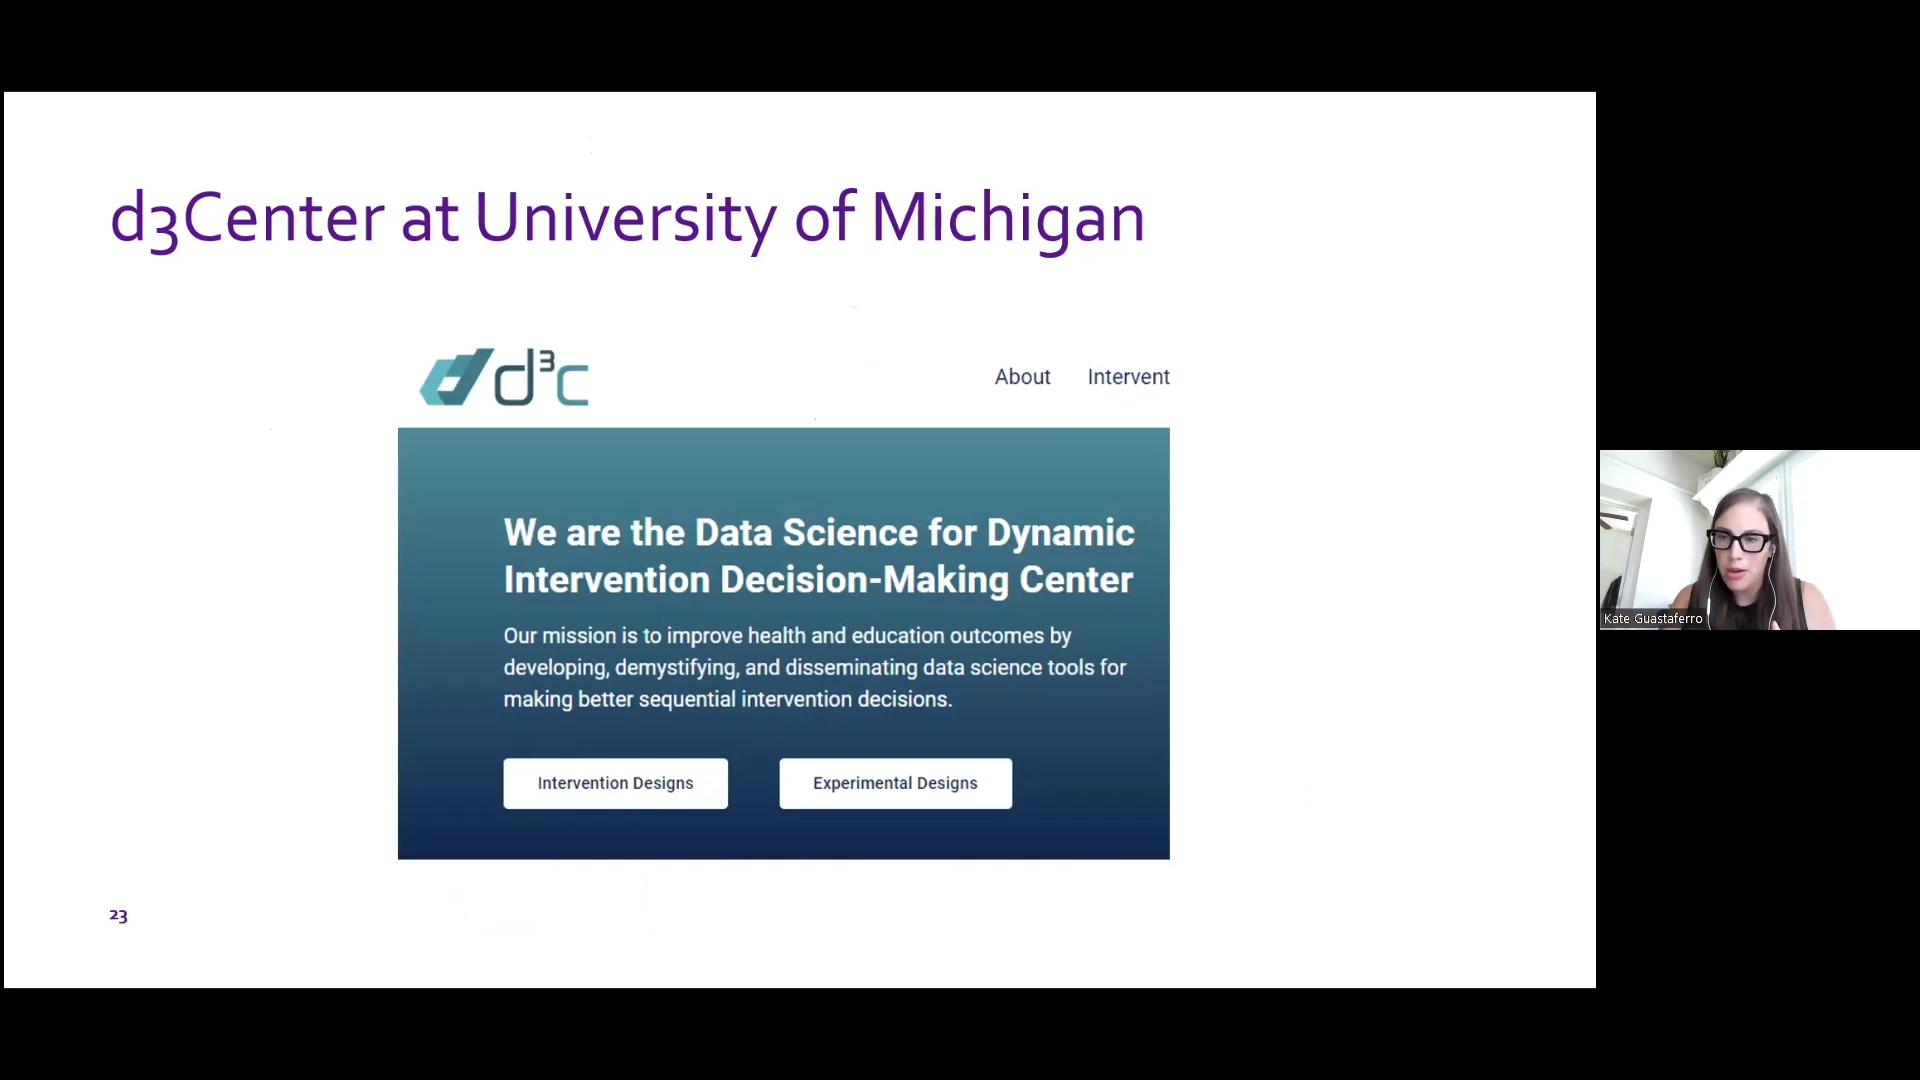 d3Center at University of Michigan
d3c
About Intervent
We are the Data Science for Dynamic
Intervention Decision-Making Center
Our mission is to improve health and education outcomes by
developing, demystifying, and disseminating data science tools for
making better sequential intervention decisions.
Intervention Designs Experimental Designs
Kate Guastaferro
23